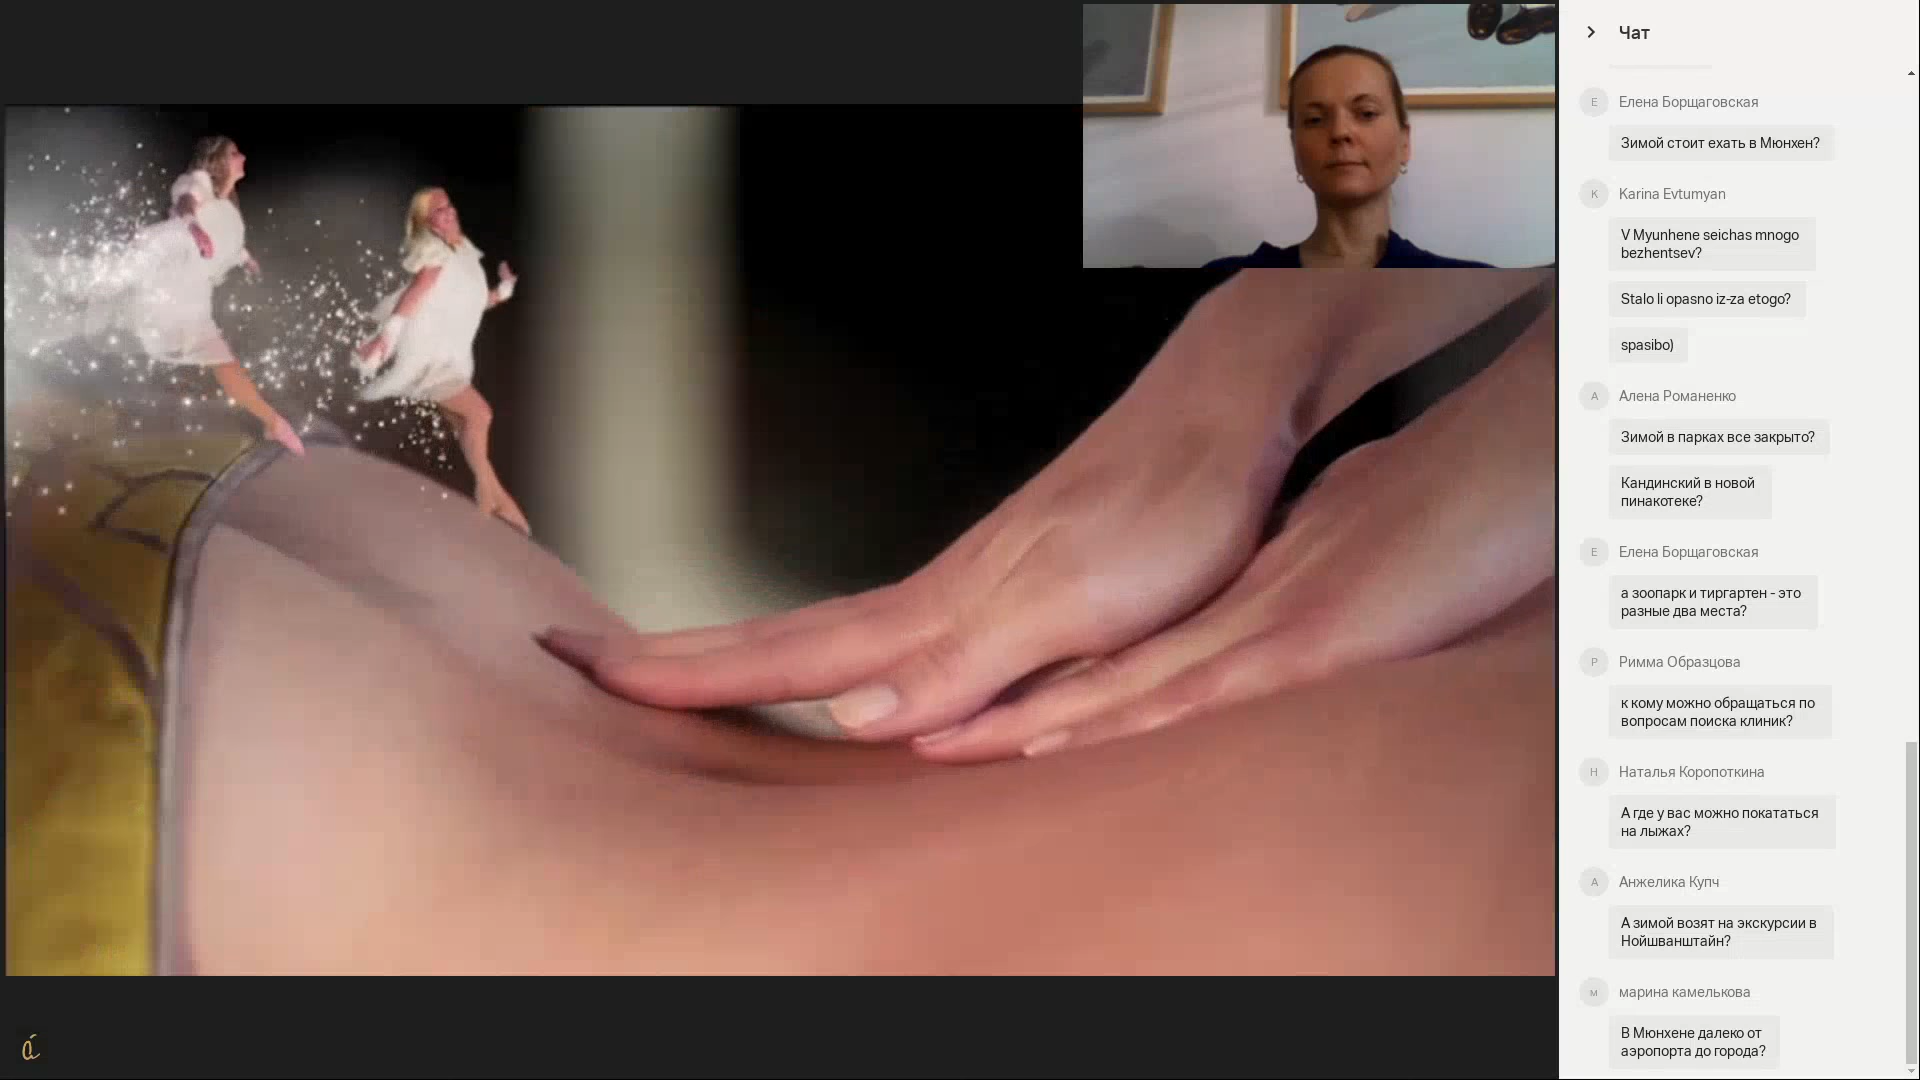 Чат
Е
Елена Борщаговская
Зимой стоит ехать в Мюнхен?
K
Karina Evtumyan
V Myunhene seichas mnogo
bezhentsev?
Stalo li opasno iz-za etogo?
spasibo)
А
Алена Романенко
Зимой в парках все закрыто?
Кандинский в новой
пинакотеке?
Е
Елена Борщаговская
а зоопарк и тиргартен - это
разные два места?
Р
Римма Образцова
к кому можно обращаться по
вопросам поиска клиник?
Н
Наталья Коропоткина
А где у вас можно покататься
на лыжах?
А
Анжелика Купч
А зимой возят на экскурсии в
Нойшванштайн?
м
марина камелькова
В Мюнхене далеко от
аэропорта до города?
á